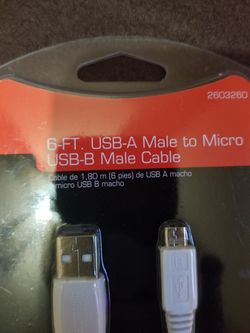 2603260
6-FT. USB-A Male to Micro
USB-B Male Cable
Cable de 1,80 m (6 pies) de USB A macho
a micro USB B macho